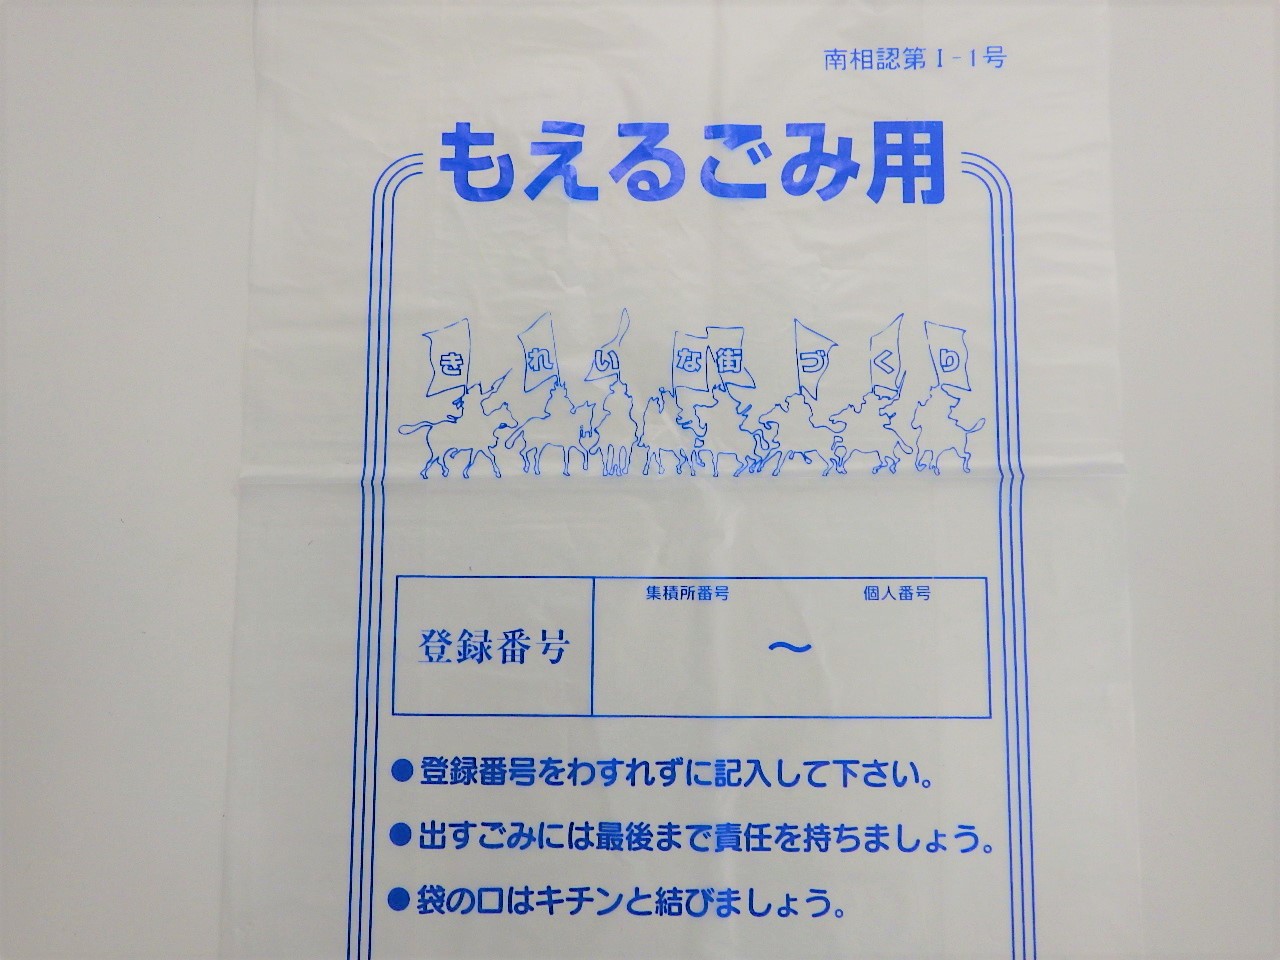 南相認第Ⅰ-1号
もえるごみ用
きれいな街づくり
集積所番号 個人番号
登録番号 ～
●登録番号をわすれずに記入して下さい。
●出すごみには最後まで責任を持ちましょう。
●袋の口はキチンと結びましょう。